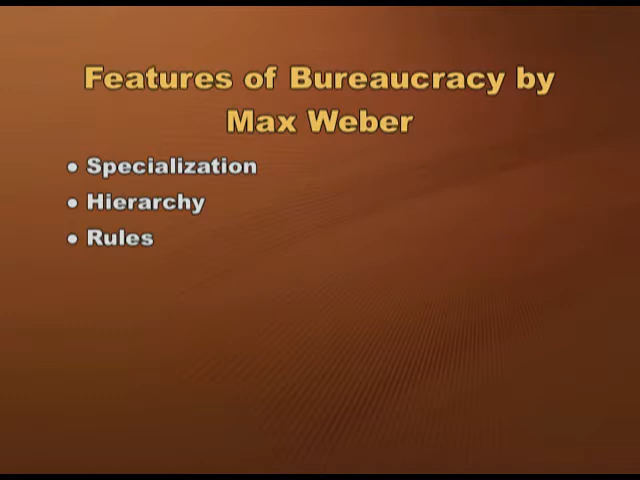 Features of Bureaucracy by
Max Weber
• Specialization
• Hierarchy
• Rules